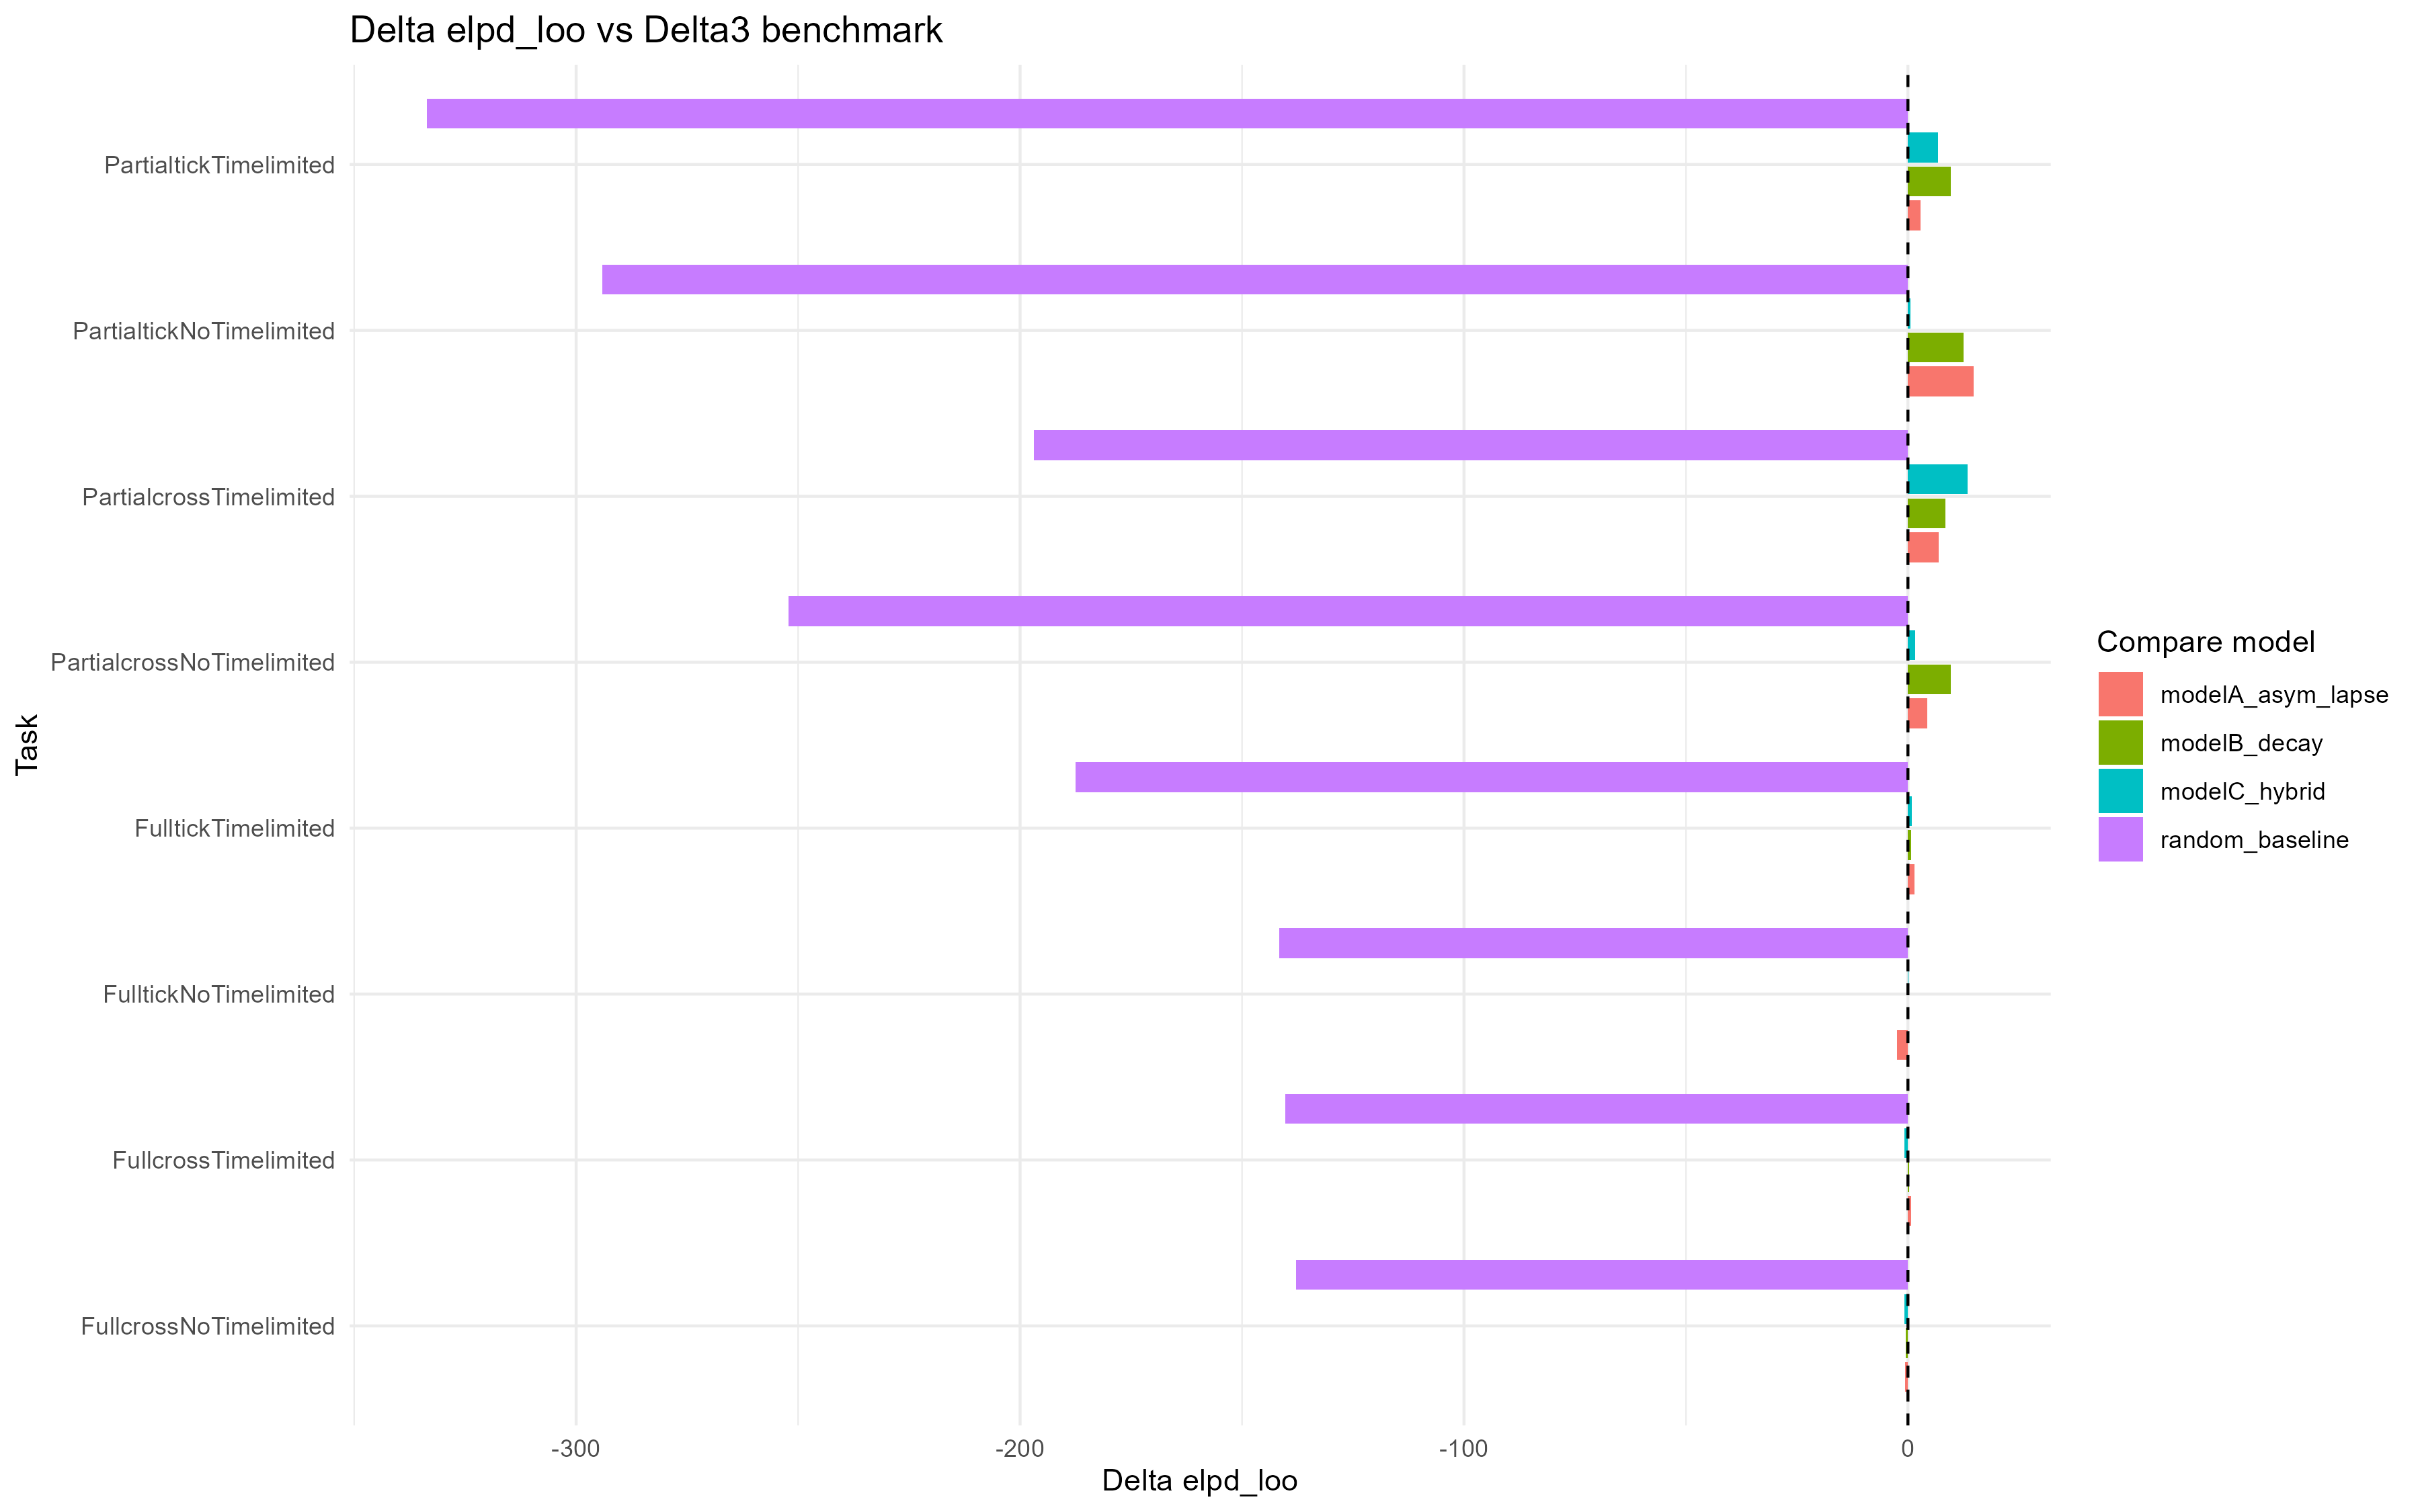 Delta elpd_loo vs Delta3 benchmark
PartialtickTimelimited
PartialtickNoTimelimited
PartialcrossTimelimited
PartialcrossNoTimelimited
FulltickTimelimited
FulltickNoTimelimited
FullcrossTimelimited
FullcrossNoTimelimited
Task
-300
-200
-100
0
Delta elpd_loo
Compare model
modelA_asym_lapse
modelB_decay
modelC_hybrid
random_baseline